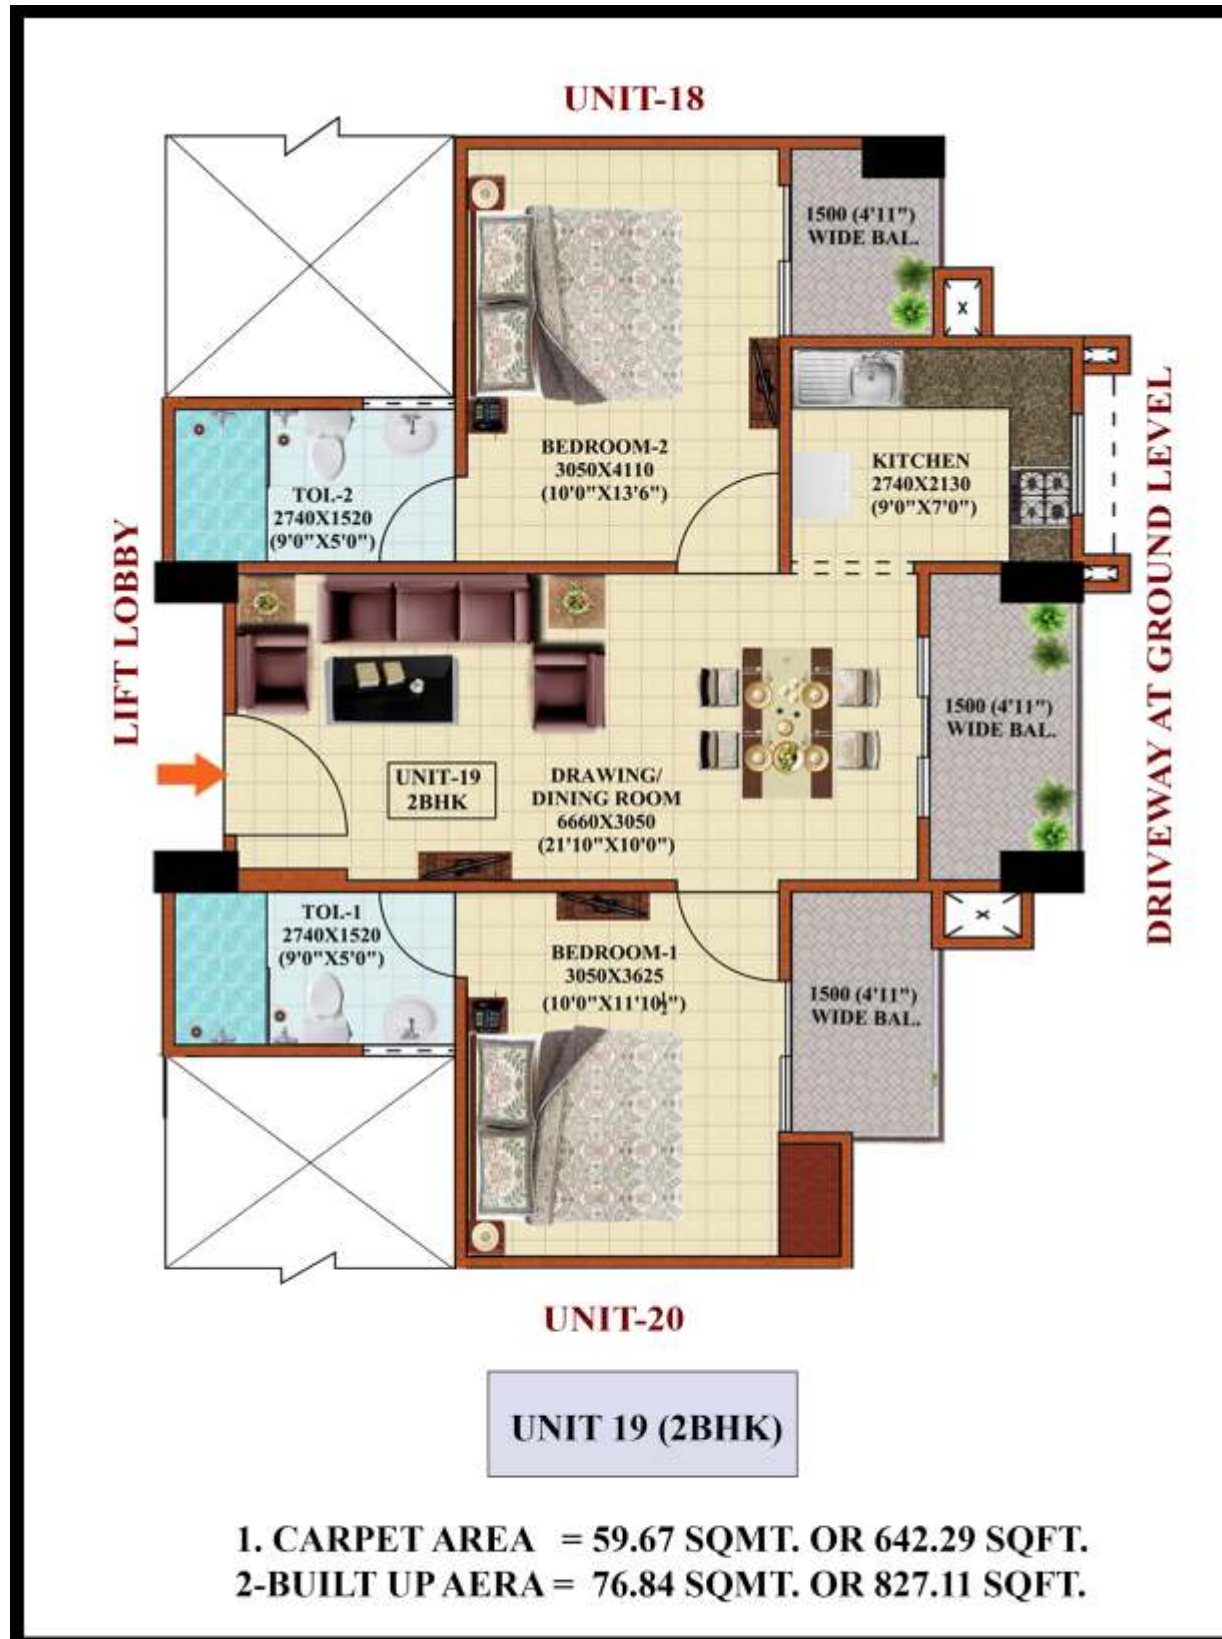 UNIT-18
1500 (4'11")
WIDE BAL.
BEDROOM-2
3050X4110
(10'0"X13'6")
KITCHEN
2740X2130
(9'0"X7'0")
TOL-2
2740X1520
(9'0"X5'0")
LIFT LOBBY
DRIVEWAY AT GROUND LEVEL
1500 (4'11")
WIDE BAL.
UNIT-19
2BHK
DRAWING/
DINING ROOM
6660X3050
(21'10"X10'0")
TOL-1
2740X1520
(9'0"X5'0")
BEDROOM-1
3050X3625
(10'0"X11'10½")
1500 (4'11")
WIDE BAL.
UNIT-20
UNIT 19 (2BHK)
1. CARPET AREA = 59.67 SQMT. OR 642.29 SQFT.
2-BUILT UP AERA = 76.84 SQMT. OR 827.11 SQFT.